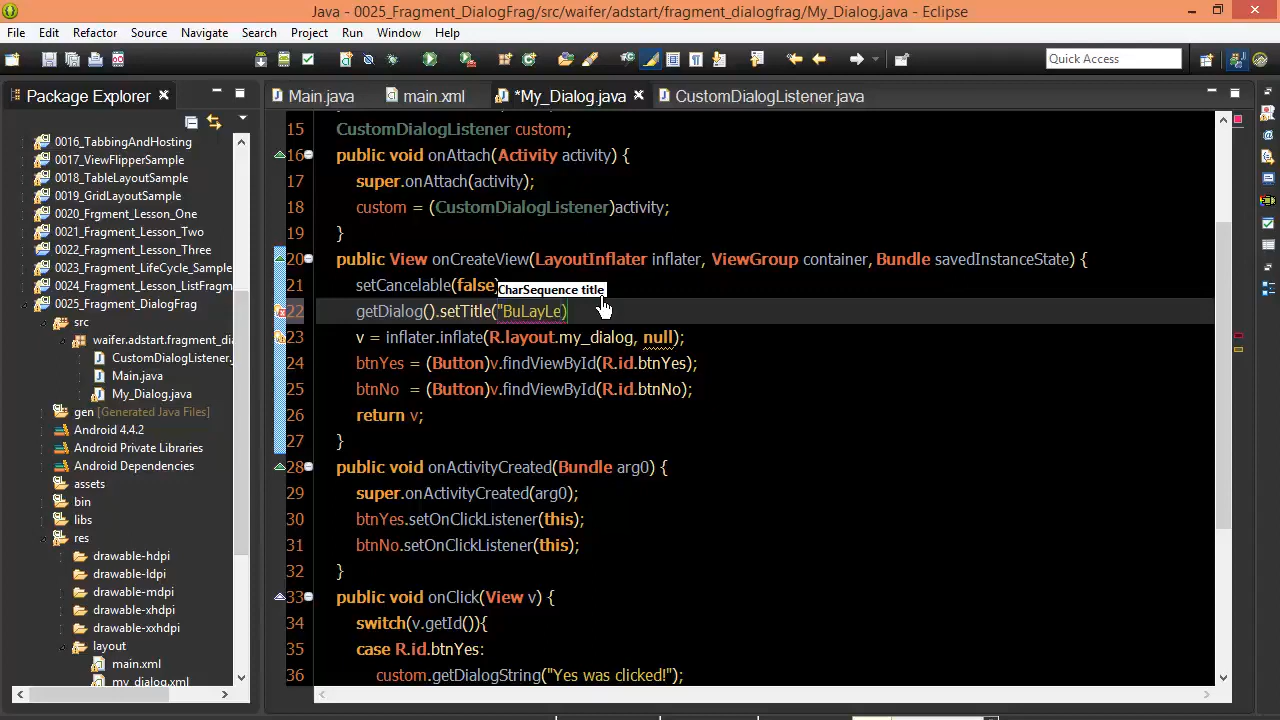 Java - 0025_Fragment_DialogFrag/src/waifer/adstart/fragment_dialogfrag/My_Dialog.java - Eclipse
File Edit Refactor Source Navigate Search Project Run Window Help
Quick Access
Package Explorer
Main.java main.xml *My_Dialog.java CustomDialogListener.java
0016_TabbingAndHosting
0017_ViewFlipperSample
0018_TableLayoutSample
0019_GridLayoutSample
0020_Frgment_Lesson_One
0021_Fragment_Lesson_Two
0022_Fragment_Lesson_Three
0023_Fragment_LifeCycle_Sample
0024_Fragment_Lesson_ListFragm
0025_Fragment_DialogFrag
src
waifer.adstart.fragment_di
CustomDialogListener.
Main.java
My_Dialog.java
gen [Generated Java Files]
Android 4.4.2
Android Private Libraries
Android Dependencies
assets
bin
libs
res
drawable-hdpi
drawable-ldpi
drawable-mdpi
drawable-xhdpi
drawable-xxhdpi
layout
main.xml
my_dialog.xml
15 CustomDialogListener custom;
16 public void onAttach(Activity activity) {
17 super.onAttach(activity);
18 custom = (CustomDialogListener)activity;
19 }
20 public View onCreateView(LayoutInflater inflater, ViewGroup container, Bundle savedInstanceState) {
21 setCancelable(false)
CharSequence title
22 getDialog().setTitle("BuLayLe)
23 v = inflater.inflate(R.layout.my_dialog, null);
24 btnYes = (Button)v.findViewById(R.id.btnYes);
25 btnNo = (Button)v.findViewById(R.id.btnNo);
26 return v;
27 }
28 public void onActivityCreated(Bundle arg0) {
29 super.onActivityCreated(arg0);
30 btnYes.setOnClickListener(this);
31 btnNo.setOnClickListener(this);
32 }
33 public void onClick(View v) {
34 switch(v.getId()){
35 case R.id.btnYes:
36 custom.getDialogString("Yes was clicked!");